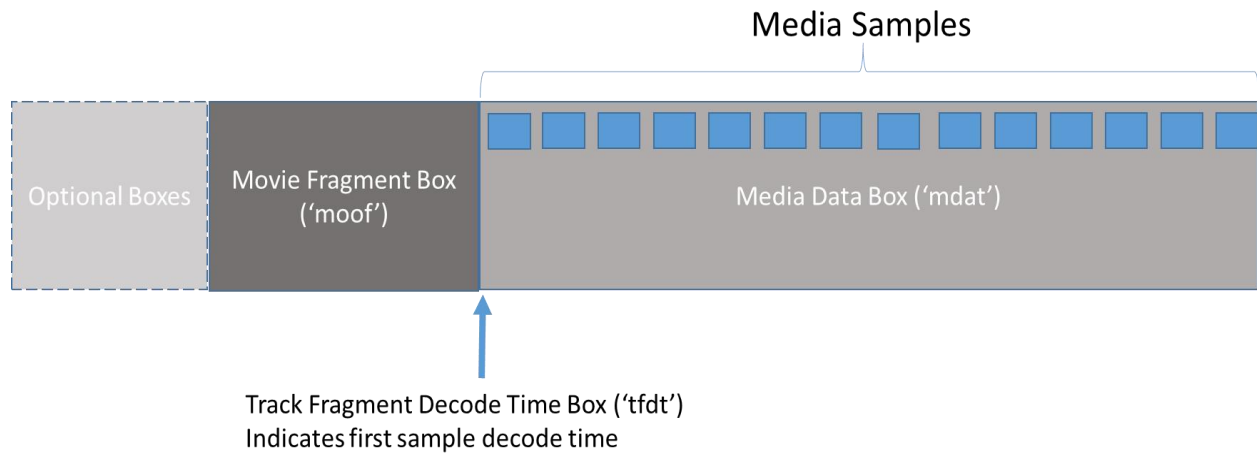 Media Samples
Optional Boxes
Movie Fragment Box
(‘moof’)
Media Data Box (‘mdat’)
Track Fragment Decode Time Box (‘tfdt’)
Indicates first sample decode time